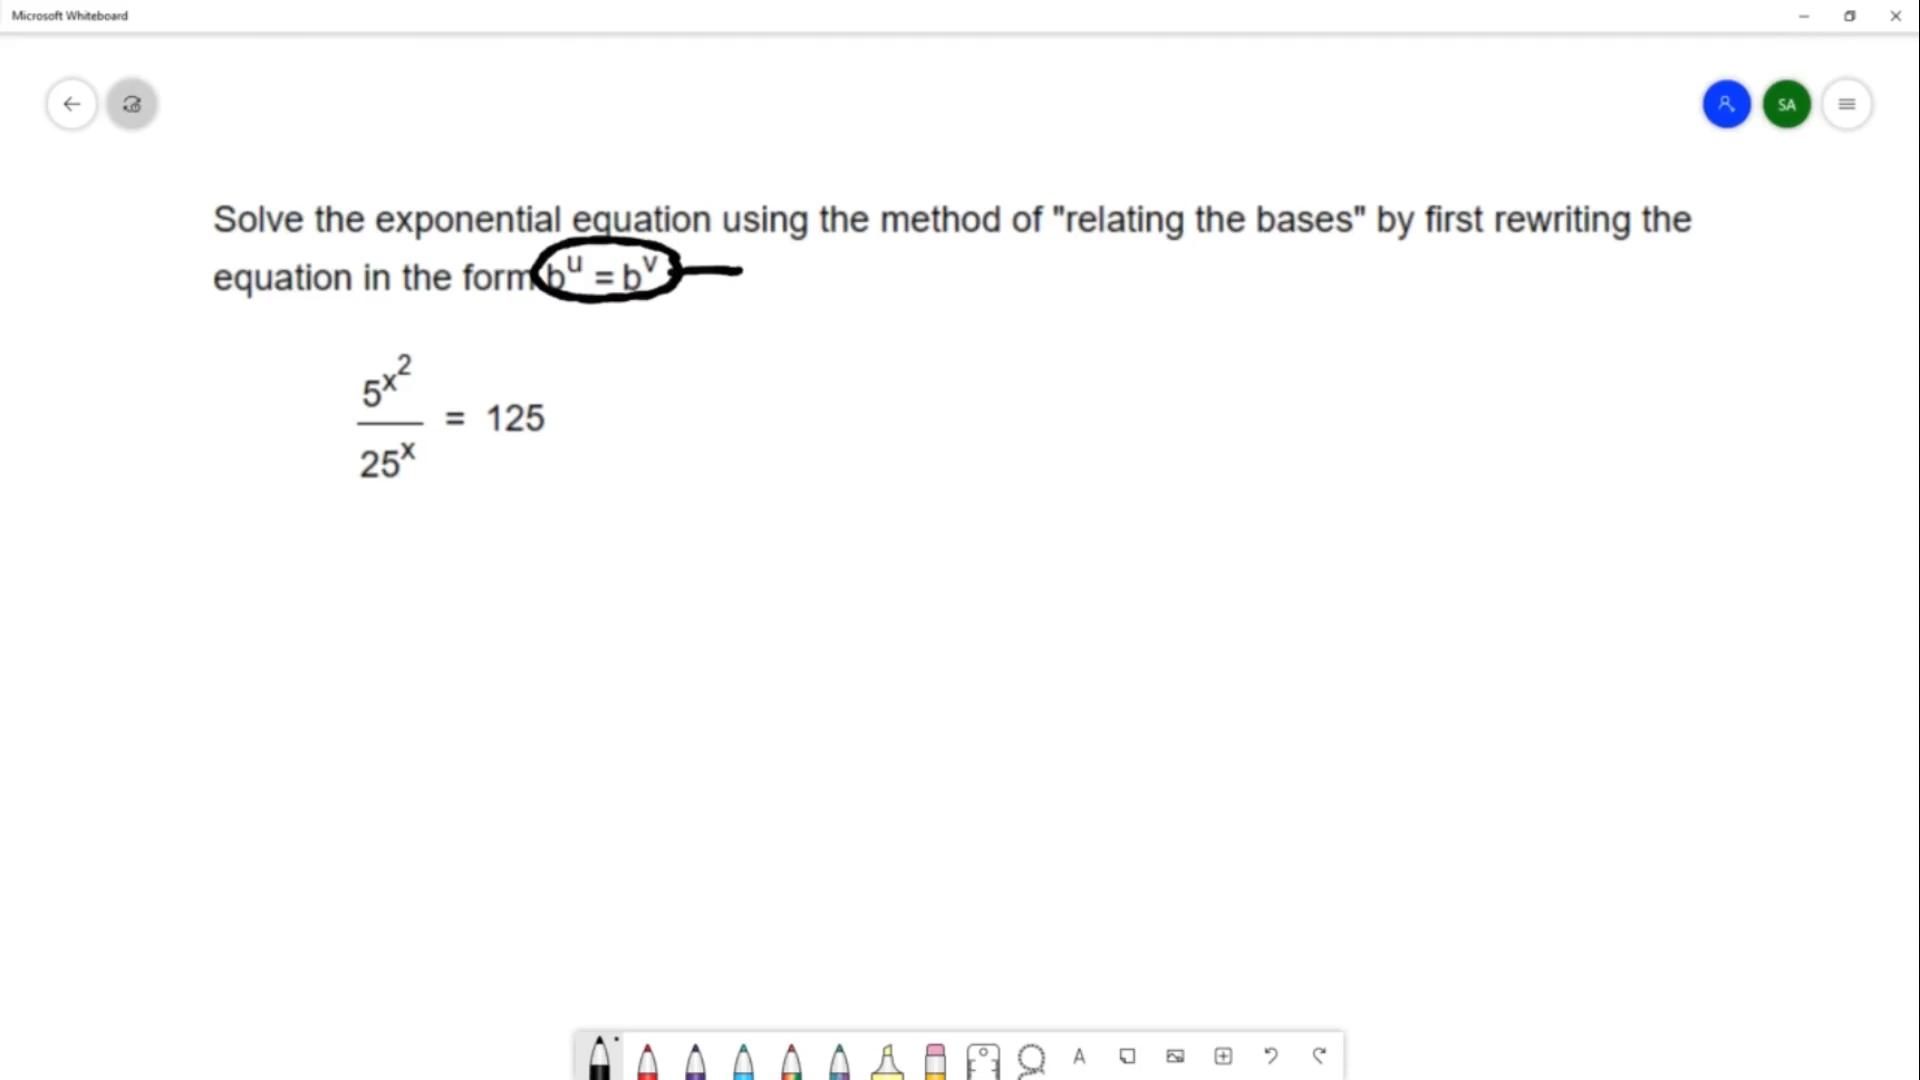 Microsoft Whiteboard
SA
Solve the exponential equation using the method of "relating the bases" by first rewriting the
equation in the form b^u = b^v
5^x^2
= 125
25^x
A